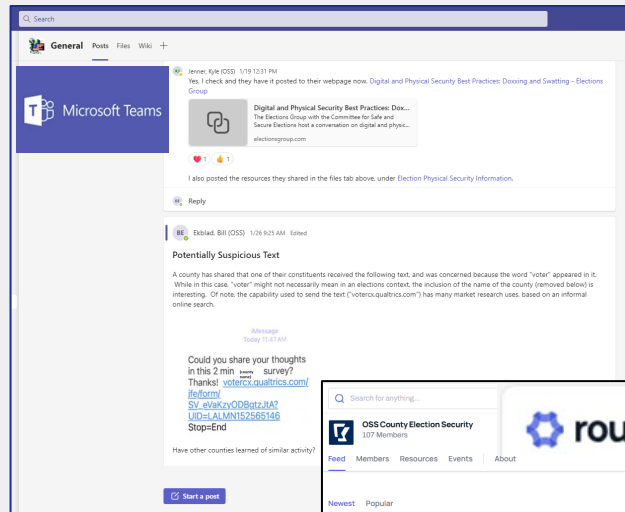 Search
General Posts Files Wiki +
Microsoft Teams
Jenner, Kyle (OSS) 1/19 12:31 PM
Yes, I check and they have it posted to their webpage now. Digital and Physical Security Best Practices: Doxxing and Swatting - Elections
Group
Digital and Physical Security Best Practices: Dox...
The Elections Group with the Committee for Safe and
Secure Elections host a conversation on digital and physic...
electionsgroup.com
1 1
I also posted the resources they shared in the files tab above, under Election Physical Security Information.
Reply
BE Ekblad, Bill (OSS) 1/26 9:25 AM Edited
Potentially Suspicious Text
A county has shared that one of their constituents received the following text, and was concerned because the word "voter" appeared in it.
While in this case, "voter" might not necessarily mean in an elections context, the inclusion of the name of the county (removed below) is
interesting. Of note, the capability used to send the text ("votercx.qualtrics.com") has many market research uses, based on an informal
online search.
iMessage
Today 11:47 AM
Could you share your thoughts
in this 2 min [county name] survey?
Thanks! votercx.qualtrics.com/
jfe/form/
SV_eVaKzyODBgtzJtA?
UID=LALMN152565146
Stop=End
Have other counties learned of similar activity?
Start a post
Search for anything...
OSS County Election Security
107 Members
rou
Feed Members Resources Events About
Newest Popular